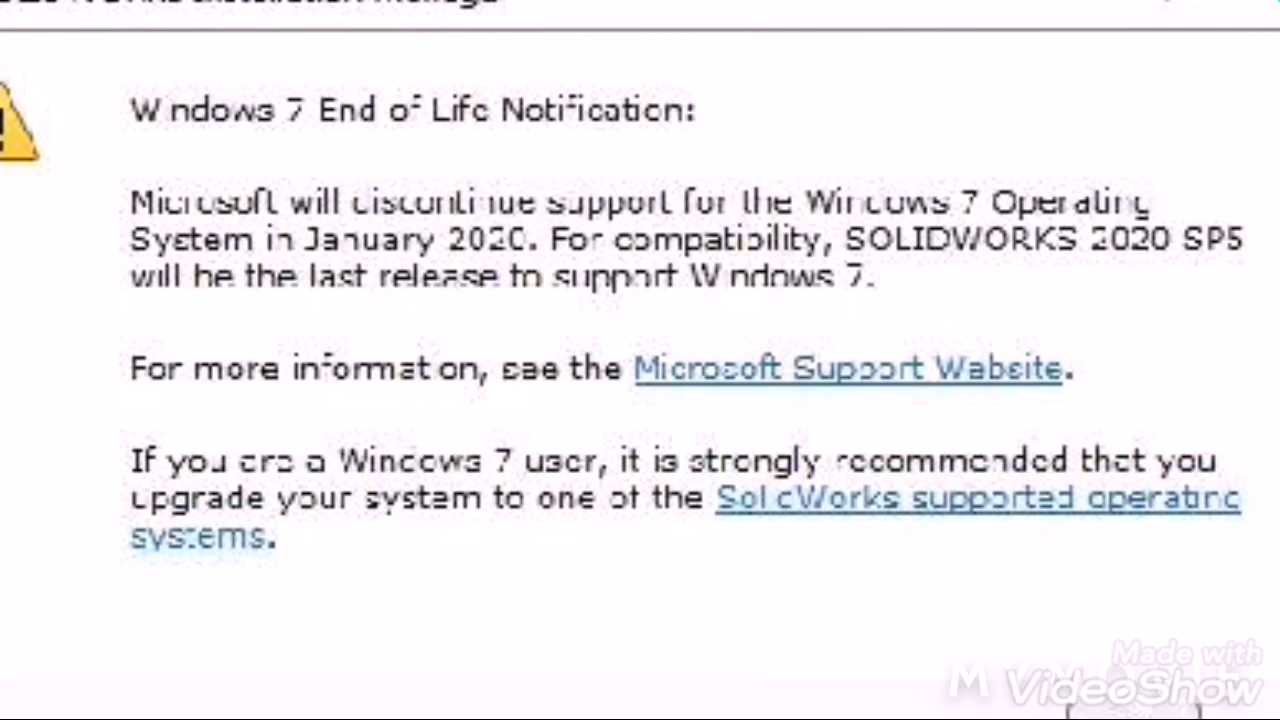 Windows 7 End of Life Notification:
Microsoft will discontinue support for the Windows 7 Operating
System in January 2020. For compatibility, SOLIDWORKS 2020 SP5
will be the last release to support Windows 7.
For more information, see the Microsoft Support Website.
If you are a Windows 7 user, it is strongly recommended that you
upgrade your system to one of the SolidWorks supported operating
systems.
Made with
VideoShow